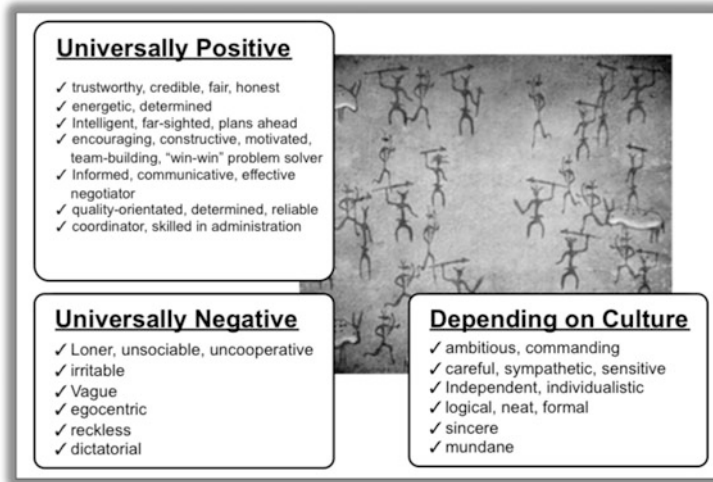 Universally Positive
✓ trustworthy, credible, fair, honest
✓ energetic, determined
✓ Intelligent, far-sighted, plans ahead
✓ encouraging, constructive, motivated,
team-building, "win-win" problem solver
✓ Informed, communicative, effective
negotiator
✓ quality-orientated, determined, reliable
✓ coordinator, skilled in administration
Universally Negative
✓ Loner, unsociable, uncooperative
✓ irritable
✓ Vague
✓ egocentric
✓ reckless
✓ dictatorial
Depending on Culture
✓ ambitious, commanding
✓ careful, sympathetic, sensitive
✓ Independent, individualistic
✓ logical, neat, formal
✓ sincere
✓ mundane